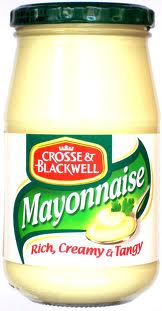 CROSSE &
BLACKWELL
Mayonnaise
Rich, Creamy & Tangy